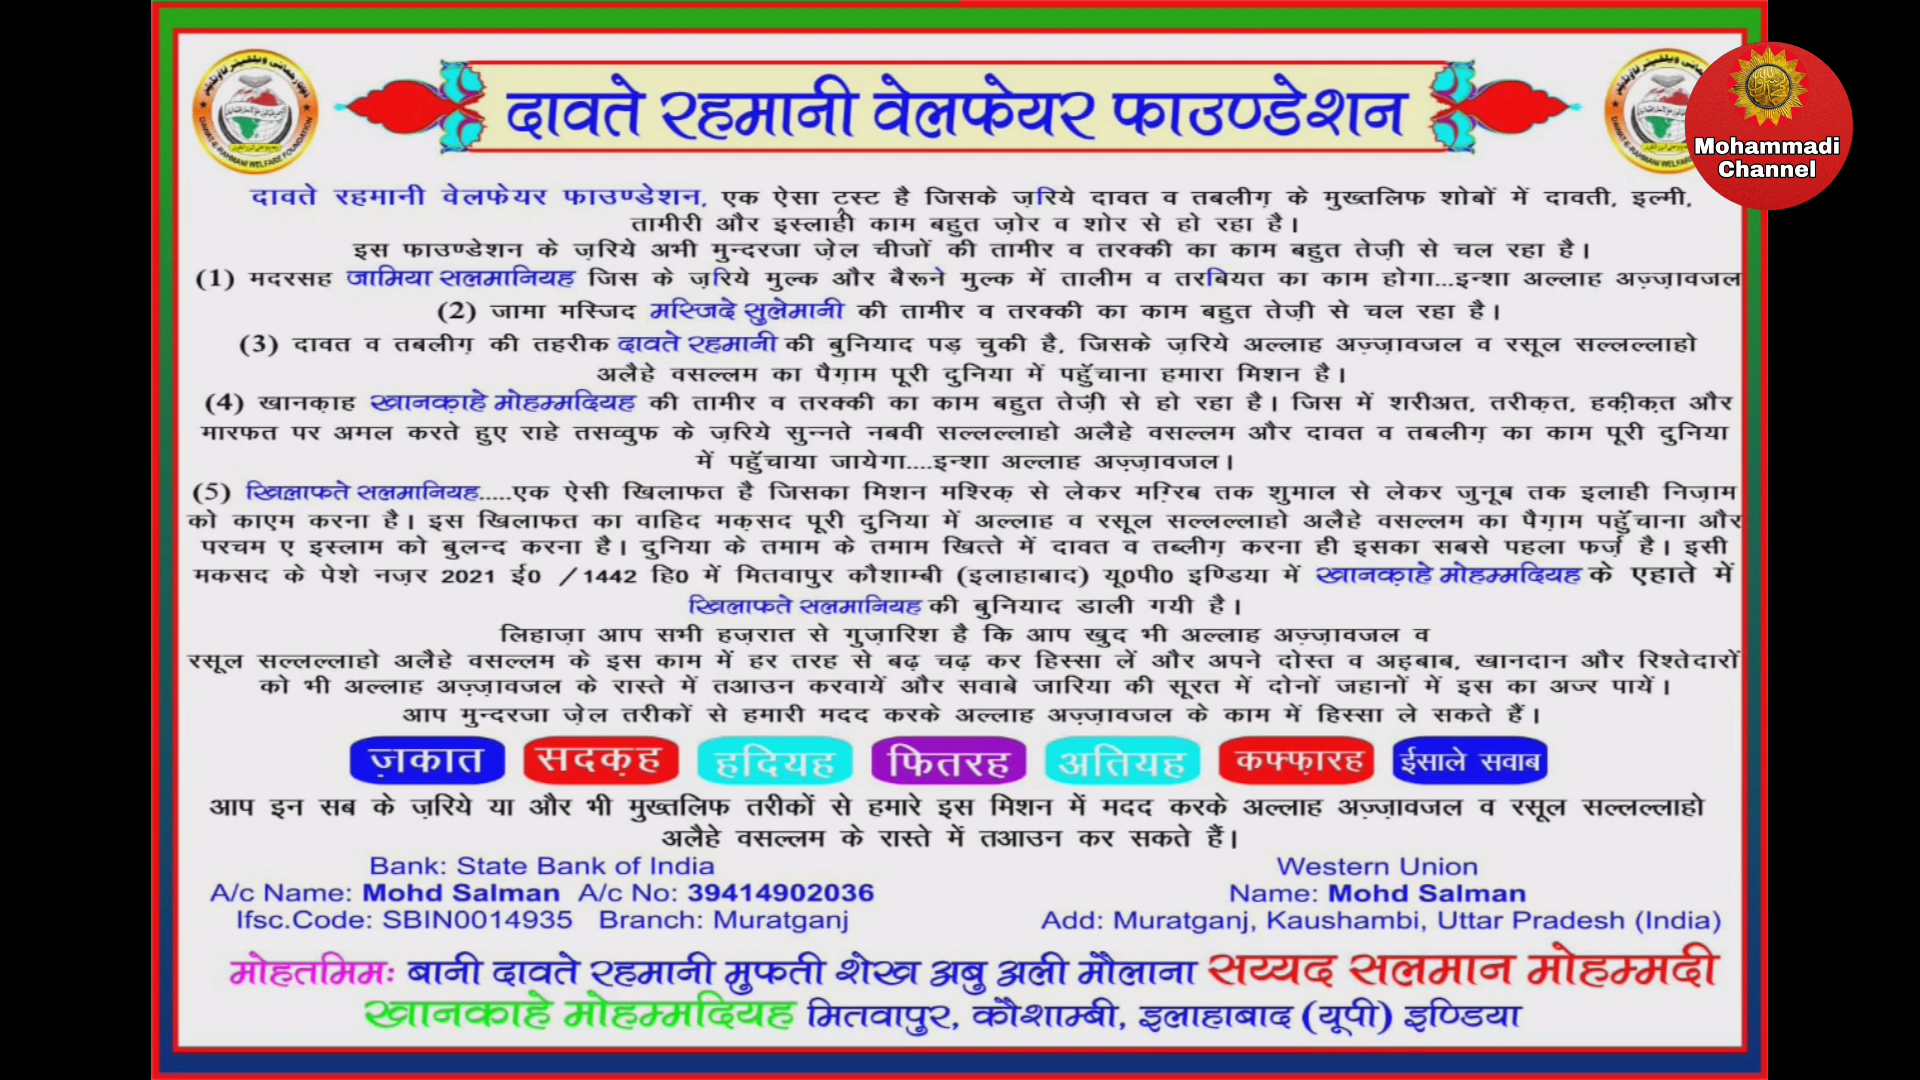 दावते रहमानी वेलफेयर फाउण्डेशन
Mohammadi
Channel
दावते रहमानी वेलफेयर फाउण्डेशन, एक ऐसा ट्रस्ट है जिसके ज़रिये दावत व तबलीग़ के मुख्तलिफ शोबों में दावती, इल्मी,
तामीरी और इस्लाही काम बहुत ज़ोर व शोर से हो रहा है।
इस फाउण्डेशन के ज़रिये अभी मुन्दरजा ज़ेल चीजों की तामीर व तरक्की का काम बहुत तेज़ी से चल रहा है।
(1) मदरसह जामिया सलमानियह जिस के ज़रिये मुल्क और बैरूने मुल्क में तालीम व तरबियत का काम होगा...इन्शा अल्लाह अज़्ज़ावजल
(2) जामा मस्जिद मस्जिदे सुलेमानी की तामीर व तरक्की का काम बहुत तेज़ी से चल रहा है।
(3) दावत व तबलीग़ की तहरीक दावते रहमानी की बुनियाद पड़ चुकी है, जिसके ज़रिये अल्लाह अज़्ज़ावजल व रसूल सल्लल्लाहो
अलैहे वसल्लम का पैग़ाम पूरी दुनिया में पहुँचाना हमारा मिशन है।
(4) खानक़ाह खानक़ाहे मोहम्मदियह की तामीर व तरक्की का काम बहुत तेज़ी से हो रहा है। जिस में शरीअत, तरीक़त, हक़ीक़त और
मारफत पर अमल करते हुए राहे तसव्वुफ के ज़रिये सुन्नते नबवी सल्लल्लाहो अलैहे वसल्लम और दावत व तबलीग़ का काम पूरी दुनिया
में पहुँचाया जायेगा....इन्शा अल्लाह अज़्ज़ावजल।
(5) खिलाफते सलमानियह.....एक ऐसी खिलाफत है जिसका मिशन मश्रिक़ से लेकर मग़्रिब तक शुमाल से लेकर जुनूब तक इलाही निज़ाम
को काएम करना है। इस खिलाफत का वाहिद मक़सद पूरी दुनिया में अल्लाह व रसूल सल्लल्लाहो अलैहे वसल्लम का पैग़ाम पहुँचाना और
परचम ए इस्लाम को बुलन्द करना है। दुनिया के तमाम के तमाम खित्ते में दावत व तब्लीग़ करना ही इसका सबसे पहला फर्ज़ है। इसी
मकसद के पेशे नज़र 2021 ई0 /1442 हि0 में मितवापुर कौशाम्बी (इलाहाबाद) यू0पी0 इण्डिया में खानक़ाहे मोहम्मदियह के एहाते में
खिलाफते सलमानियह की बुनियाद डाली गयी है।
लिहाज़ा आप सभी हज़रात से गुज़ारिश है कि आप खुद भी अल्लाह अज़्ज़ावजल व
रसूल सल्लल्लाहो अलैहे वसल्लम के इस काम में हर तरह से बढ़ चढ़ कर हिस्सा लें और अपने दोस्त व अहबाब, खानदान और रिश्तेदारों
को भी अल्लाह अज़्ज़ावजल के रास्ते में तआउन करवायें और सवाबे जारिया की सूरत में दोनों जहानों में इस का अज्र पायें।
आप मुन्दरजा ज़ेल तरीकों से हमारी मदद करके अल्लाह अज़्ज़ावजल के काम में हिस्सा ले सकते हैं।
ज़कात सदक़ह हदियह फितरह अतियह कफ्फ़ारह ईसाले सवाब
आप इन सब के ज़रिये या और भी मुख्तलिफ तरीकों से हमारे इस मिशन में मदद करके अल्लाह अज़्ज़ावजल व रसूल सल्लल्लाहो
अलैहे वसल्लम के रास्ते में तआउन कर सकते हैं।
Bank: State Bank of India
A/c Name: Mohd Salman A/c No: 39414902036
Ifsc.Code: SBIN0014935 Branch: Muratganj
Western Union
Name: Mohd Salman
Add: Muratganj, Kaushambi, Uttar Pradesh (India)
मोहतमिमः बानी दावते रहमानी मुफती शेख अबु अली मौलाना सय्यद सलमान मोहम्मदी
खानकाहे मोहम्मदियह मितवापुर, कौशाम्बी, इलाहाबाद (यूपी) इण्डिया